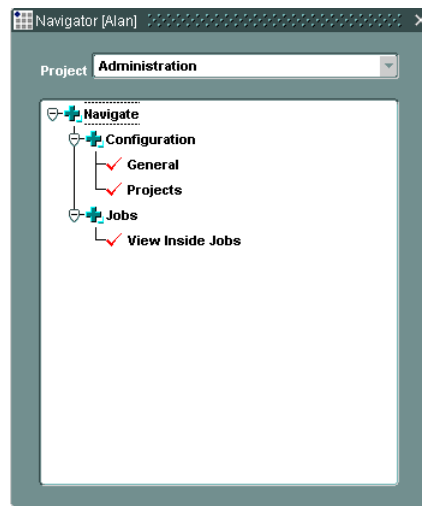 Navigator [Alan]
Project Administration
Navigate
Configuration
General
Projects
Jobs
View Inside Jobs